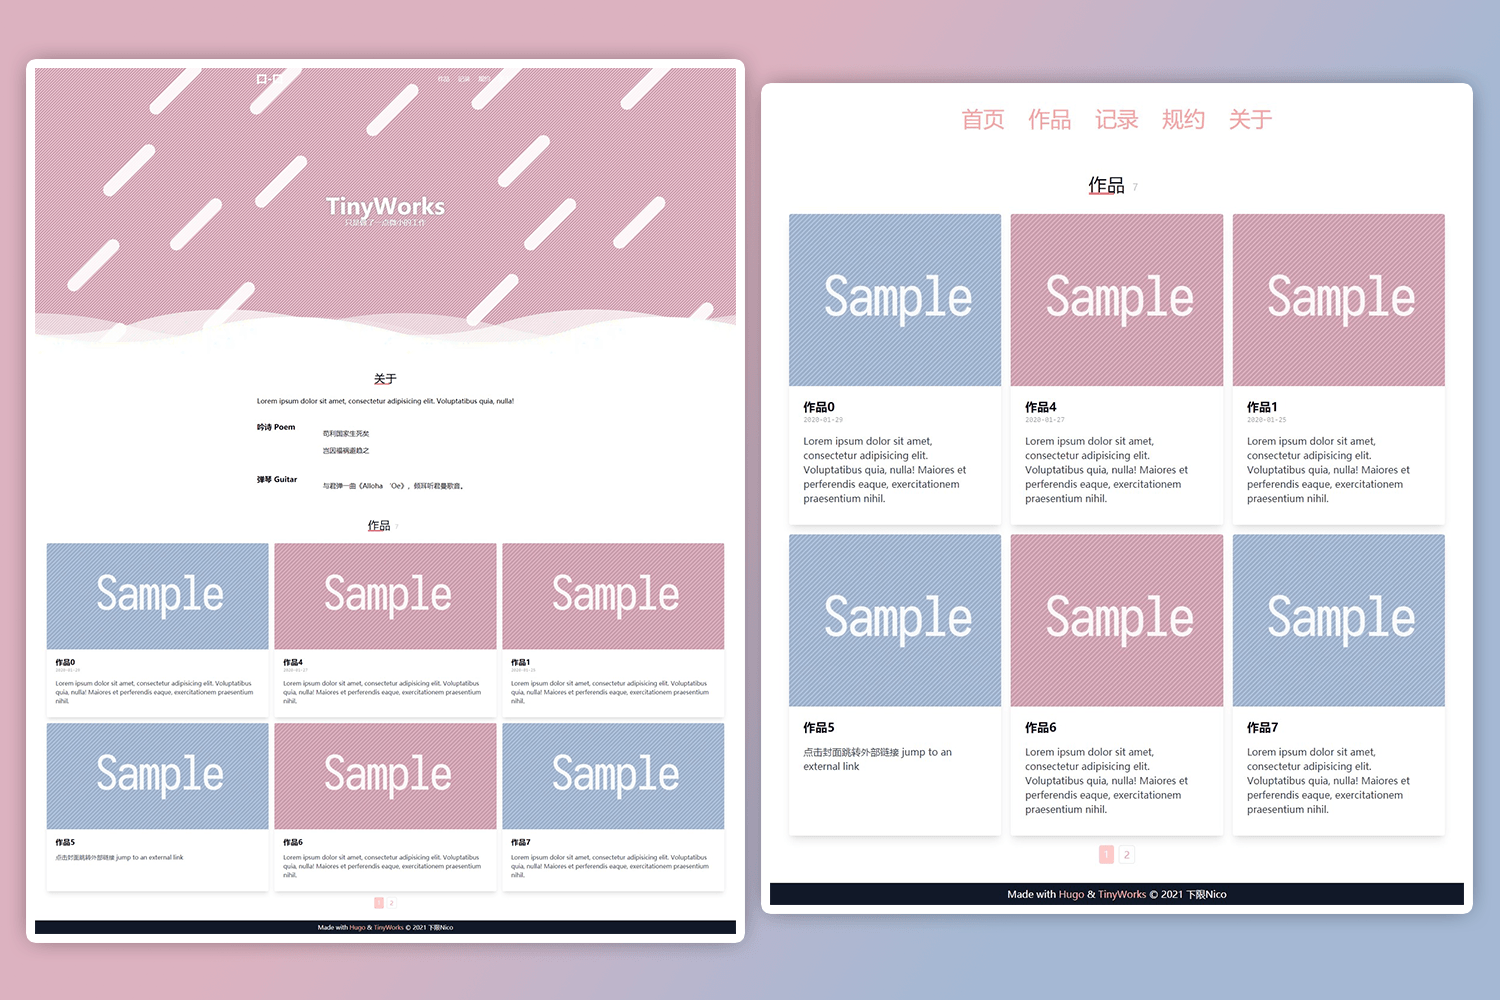 作品 记录 规约
TinyWorks
只是做了一点微小的工作
关于
Lorem ipsum dolor sit amet, consectetur adipisicing elit. Voluptatibus quia, nulla!
吟诗 Poem
苟利国家生死矣
岂因福祸避趋之
弹琴 Guitar
与君弹一曲《Alloha 'Oe》，倾耳听君曼歌音。
作品 7
Sample
Sample
Sample
作品0
2020-01-29
Lorem ipsum dolor sit amet, consectetur adipisicing elit. Voluptatibus
quia, nulla! Maiores et perferendis eaque, exercitationem praesentium
nihil.
作品4
2020-01-27
Lorem ipsum dolor sit amet, consectetur adipisicing elit. Voluptatibus
quia, nulla! Maiores et perferendis eaque, exercitationem praesentium
nihil.
作品1
2020-01-25
Lorem ipsum dolor sit amet, consectetur adipisicing elit. Voluptatibus
quia, nulla! Maiores et perferendis eaque, exercitationem praesentium
nihil.
Sample
Sample
Sample
作品5
点击封面跳转外部链接 jump to an external link
作品6
Lorem ipsum dolor sit amet, consectetur adipisicing elit. Voluptatibus
quia, nulla! Maiores et perferendis eaque, exercitationem praesentium
nihil.
作品7
Lorem ipsum dolor sit amet, consectetur adipisicing elit. Voluptatibus
quia, nulla! Maiores et perferendis eaque, exercitationem praesentium
nihil.
1 2
Made with Hugo & TinyWorks © 2021 下限Nico
首页 作品 记录 规约 关于
作品 7
Sample
Sample
Sample
作品0
2020-01-29
Lorem ipsum dolor sit amet,
consectetur adipisicing elit.
Voluptatibus quia, nulla! Maiores et
perferendis eaque, exercitationem
praesentium nihil.
作品4
2020-01-27
Lorem ipsum dolor sit amet,
consectetur adipisicing elit.
Voluptatibus quia, nulla! Maiores et
perferendis eaque, exercitationem
praesentium nihil.
作品1
2020-01-25
Lorem ipsum dolor sit amet,
consectetur adipisicing elit.
Voluptatibus quia, nulla! Maiores et
perferendis eaque, exercitationem
praesentium nihil.
Sample
Sample
Sample
作品5
点击封面跳转外部链接 jump to an
external link
作品6
Lorem ipsum dolor sit amet,
consectetur adipisicing elit.
Voluptatibus quia, nulla! Maiores et
perferendis eaque, exercitationem
praesentium nihil.
作品7
Lorem ipsum dolor sit amet,
consectetur adipisicing elit.
Voluptatibus quia, nulla! Maiores et
perferendis eaque, exercitationem
praesentium nihil.
1 2
Made with Hugo & TinyWorks © 2021 下限Nico